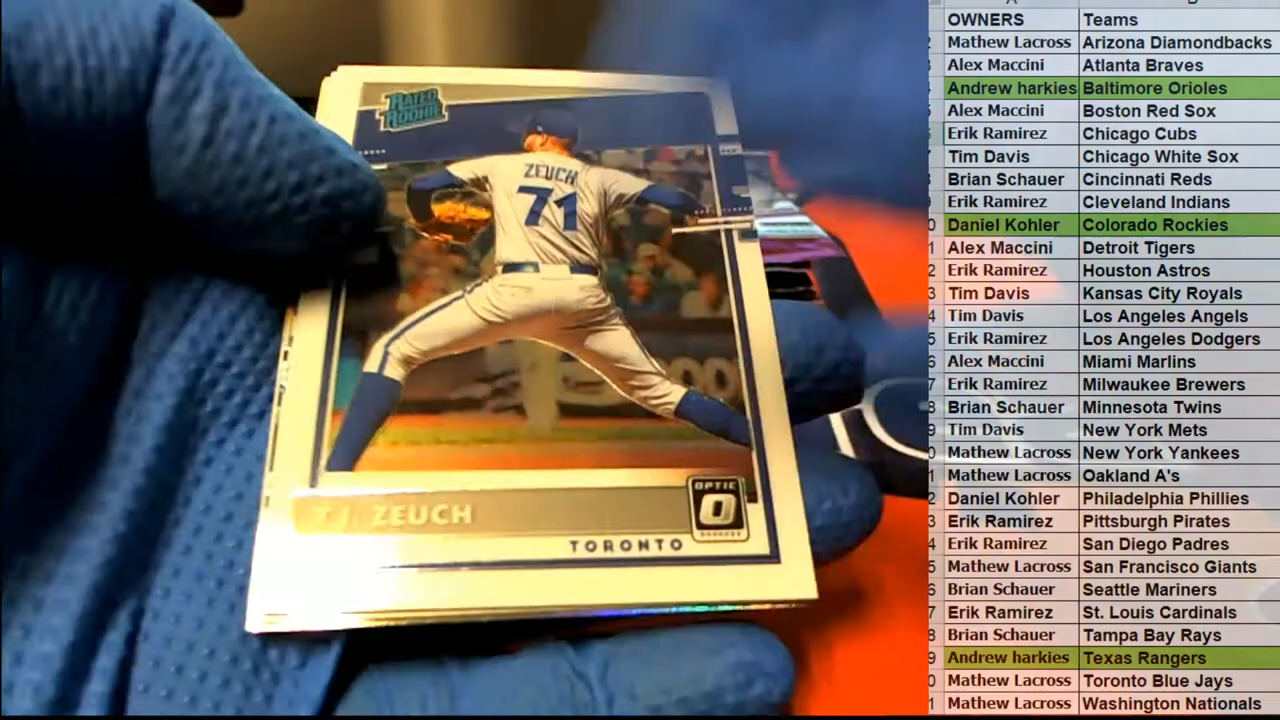 RATED
ROOKIE
ZEUCH
71
T.J. ZEUCH
OPTIC
O
TORONTO
OWNERS Teams
Mathew Lacross Arizona Diamondbacks
Alex Maccini Atlanta Braves
Andrew harkies Baltimore Orioles
Alex Maccini Boston Red Sox
Erik Ramirez Chicago Cubs
Tim Davis Chicago White Sox
Brian Schauer Cincinnati Reds
Erik Ramirez Cleveland Indians
Daniel Kohler Colorado Rockies
Alex Maccini Detroit Tigers
Erik Ramirez Houston Astros
Tim Davis Kansas City Royals
Tim Davis Los Angeles Angels
Erik Ramirez Los Angeles Dodgers
Alex Maccini Miami Marlins
Erik Ramirez Milwaukee Brewers
Brian Schauer Minnesota Twins
Tim Davis New York Mets
Mathew Lacross New York Yankees
Mathew Lacross Oakland A's
Daniel Kohler Philadelphia Phillies
Erik Ramirez Pittsburgh Pirates
Erik Ramirez San Diego Padres
Mathew Lacross San Francisco Giants
Brian Schauer Seattle Mariners
Erik Ramirez St. Louis Cardinals
Brian Schauer Tampa Bay Rays
Andrew harkies Texas Rangers
Mathew Lacross Toronto Blue Jays
Mathew Lacross Washington Nationals